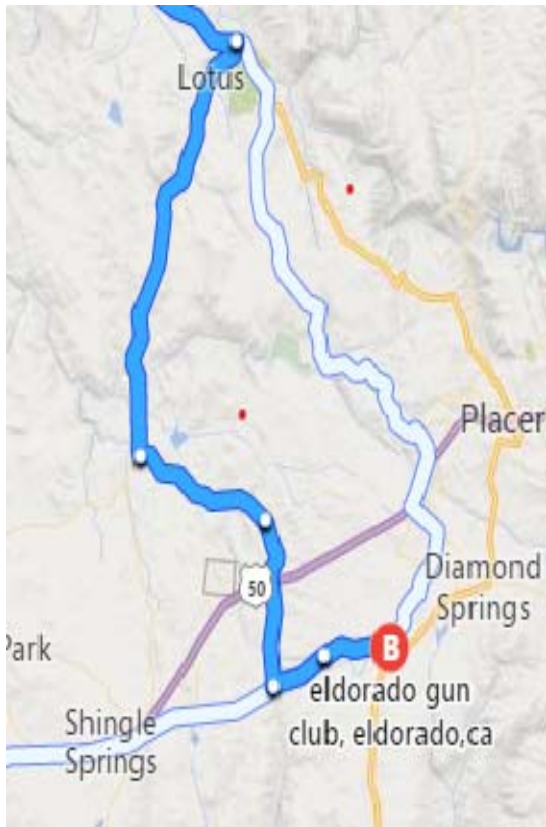 Lotus
Placer
50
Diamond
Springs
Park
B
eldorado gun
club, eldorado,ca
Shingle
Springs